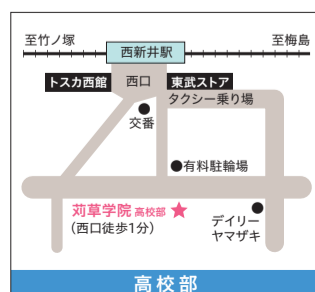 至竹ノ塚
至梅島
西新井駅
トスカ西館
西口
東武ストア
タクシー乗り場
交番
有料駐輪場
苅草学院 高校部
(西口徒歩1分)
デイリー
ヤマザキ
高校部